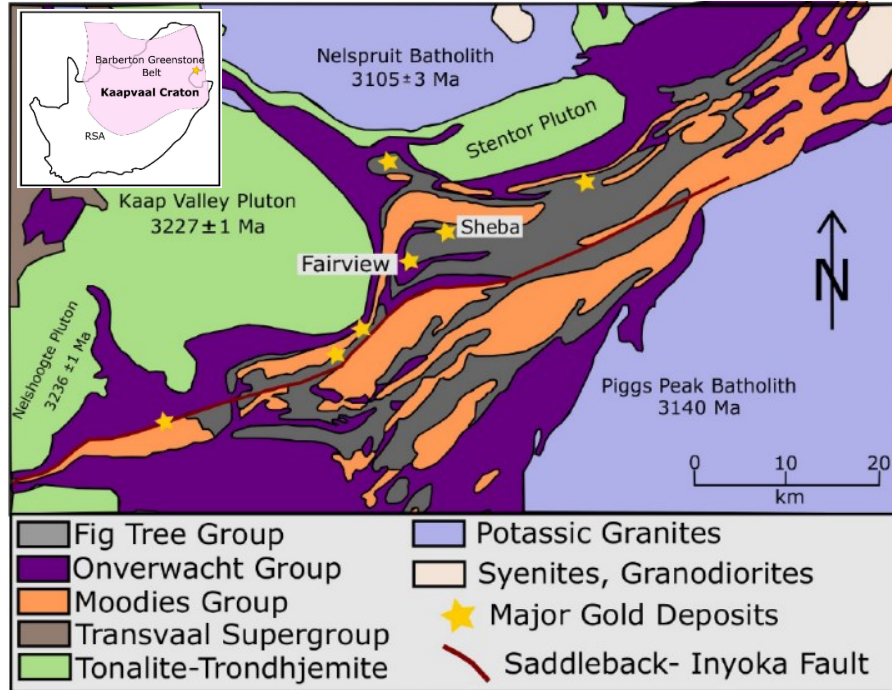 Barberton Greenstone
Belt
Kaapvaal Craton
RSA
Nelspruit Batholith
3105±3 Ma
Stentor Pluton
Kaap Valley Pluton
3227±1 Ma
Sheba
Fairview
N
Nelshoogte Pluton
3236 ±1 Ma
Piggs Peak Batholith
3140 Ma
0 10 20
km
Fig Tree Group
Onverwacht Group
Moodies Group
Transvaal Supergroup
Tonalite-Trondhjemite
Potassic Granites
Syenites, Granodiorites
Major Gold Deposits
Saddleback- Inyoka Fault